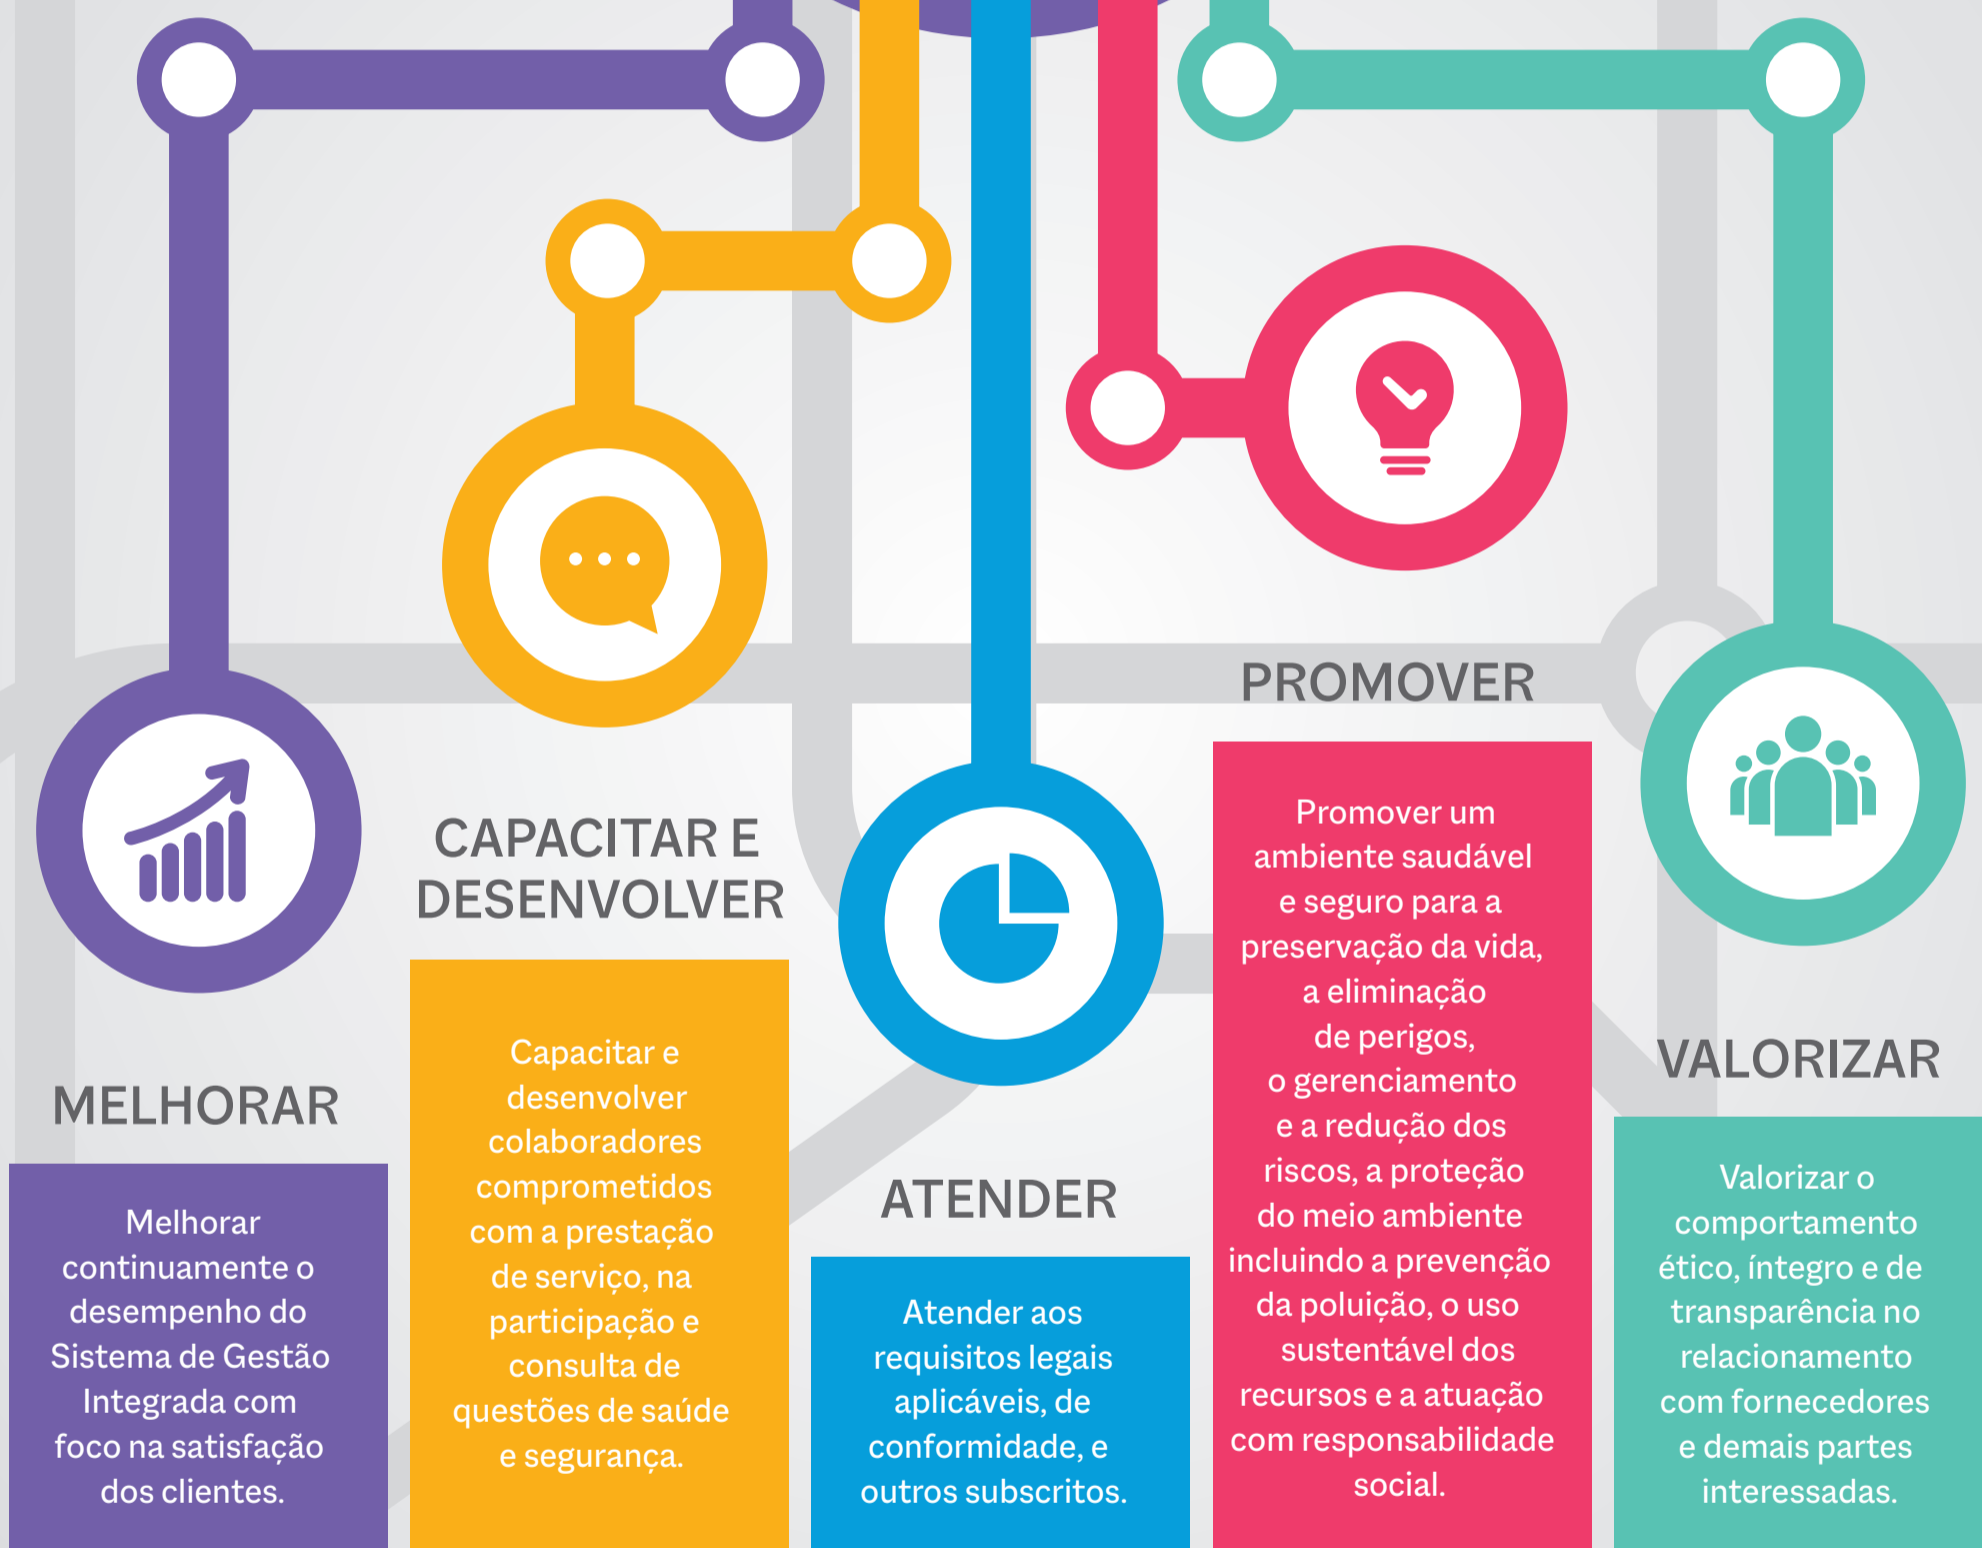 MELHORAR
Melhorar
continuamente o
desempenho do
Sistema de Gestão
Integrada com
foco na satisfação
dos clientes.
CAPACITAR E
DESENVOLVER
Capacitar e
desenvolver
colaboradores
comprometidos
com a prestação
de serviço, na
participação e
consulta de
questões de saúde
e segurança.
ATENDER
Atender aos
requisitos legais
aplicáveis, de
conformidade, e
outros subscritos.
PROMOVER
Promover um
ambiente saudável
e seguro para a
preservação da vida,
a eliminação
de perigos,
o gerenciamento
e a redução dos
riscos, a proteção
do meio ambiente
incluindo a prevenção
da poluição, o uso
sustentável dos
recursos e a atuação
com responsabilidade
social.
VALORIZAR
Valorizar o
comportamento
ético, íntegro e de
transparência no
relacionamento
com fornecedores
e demais partes
interessadas.